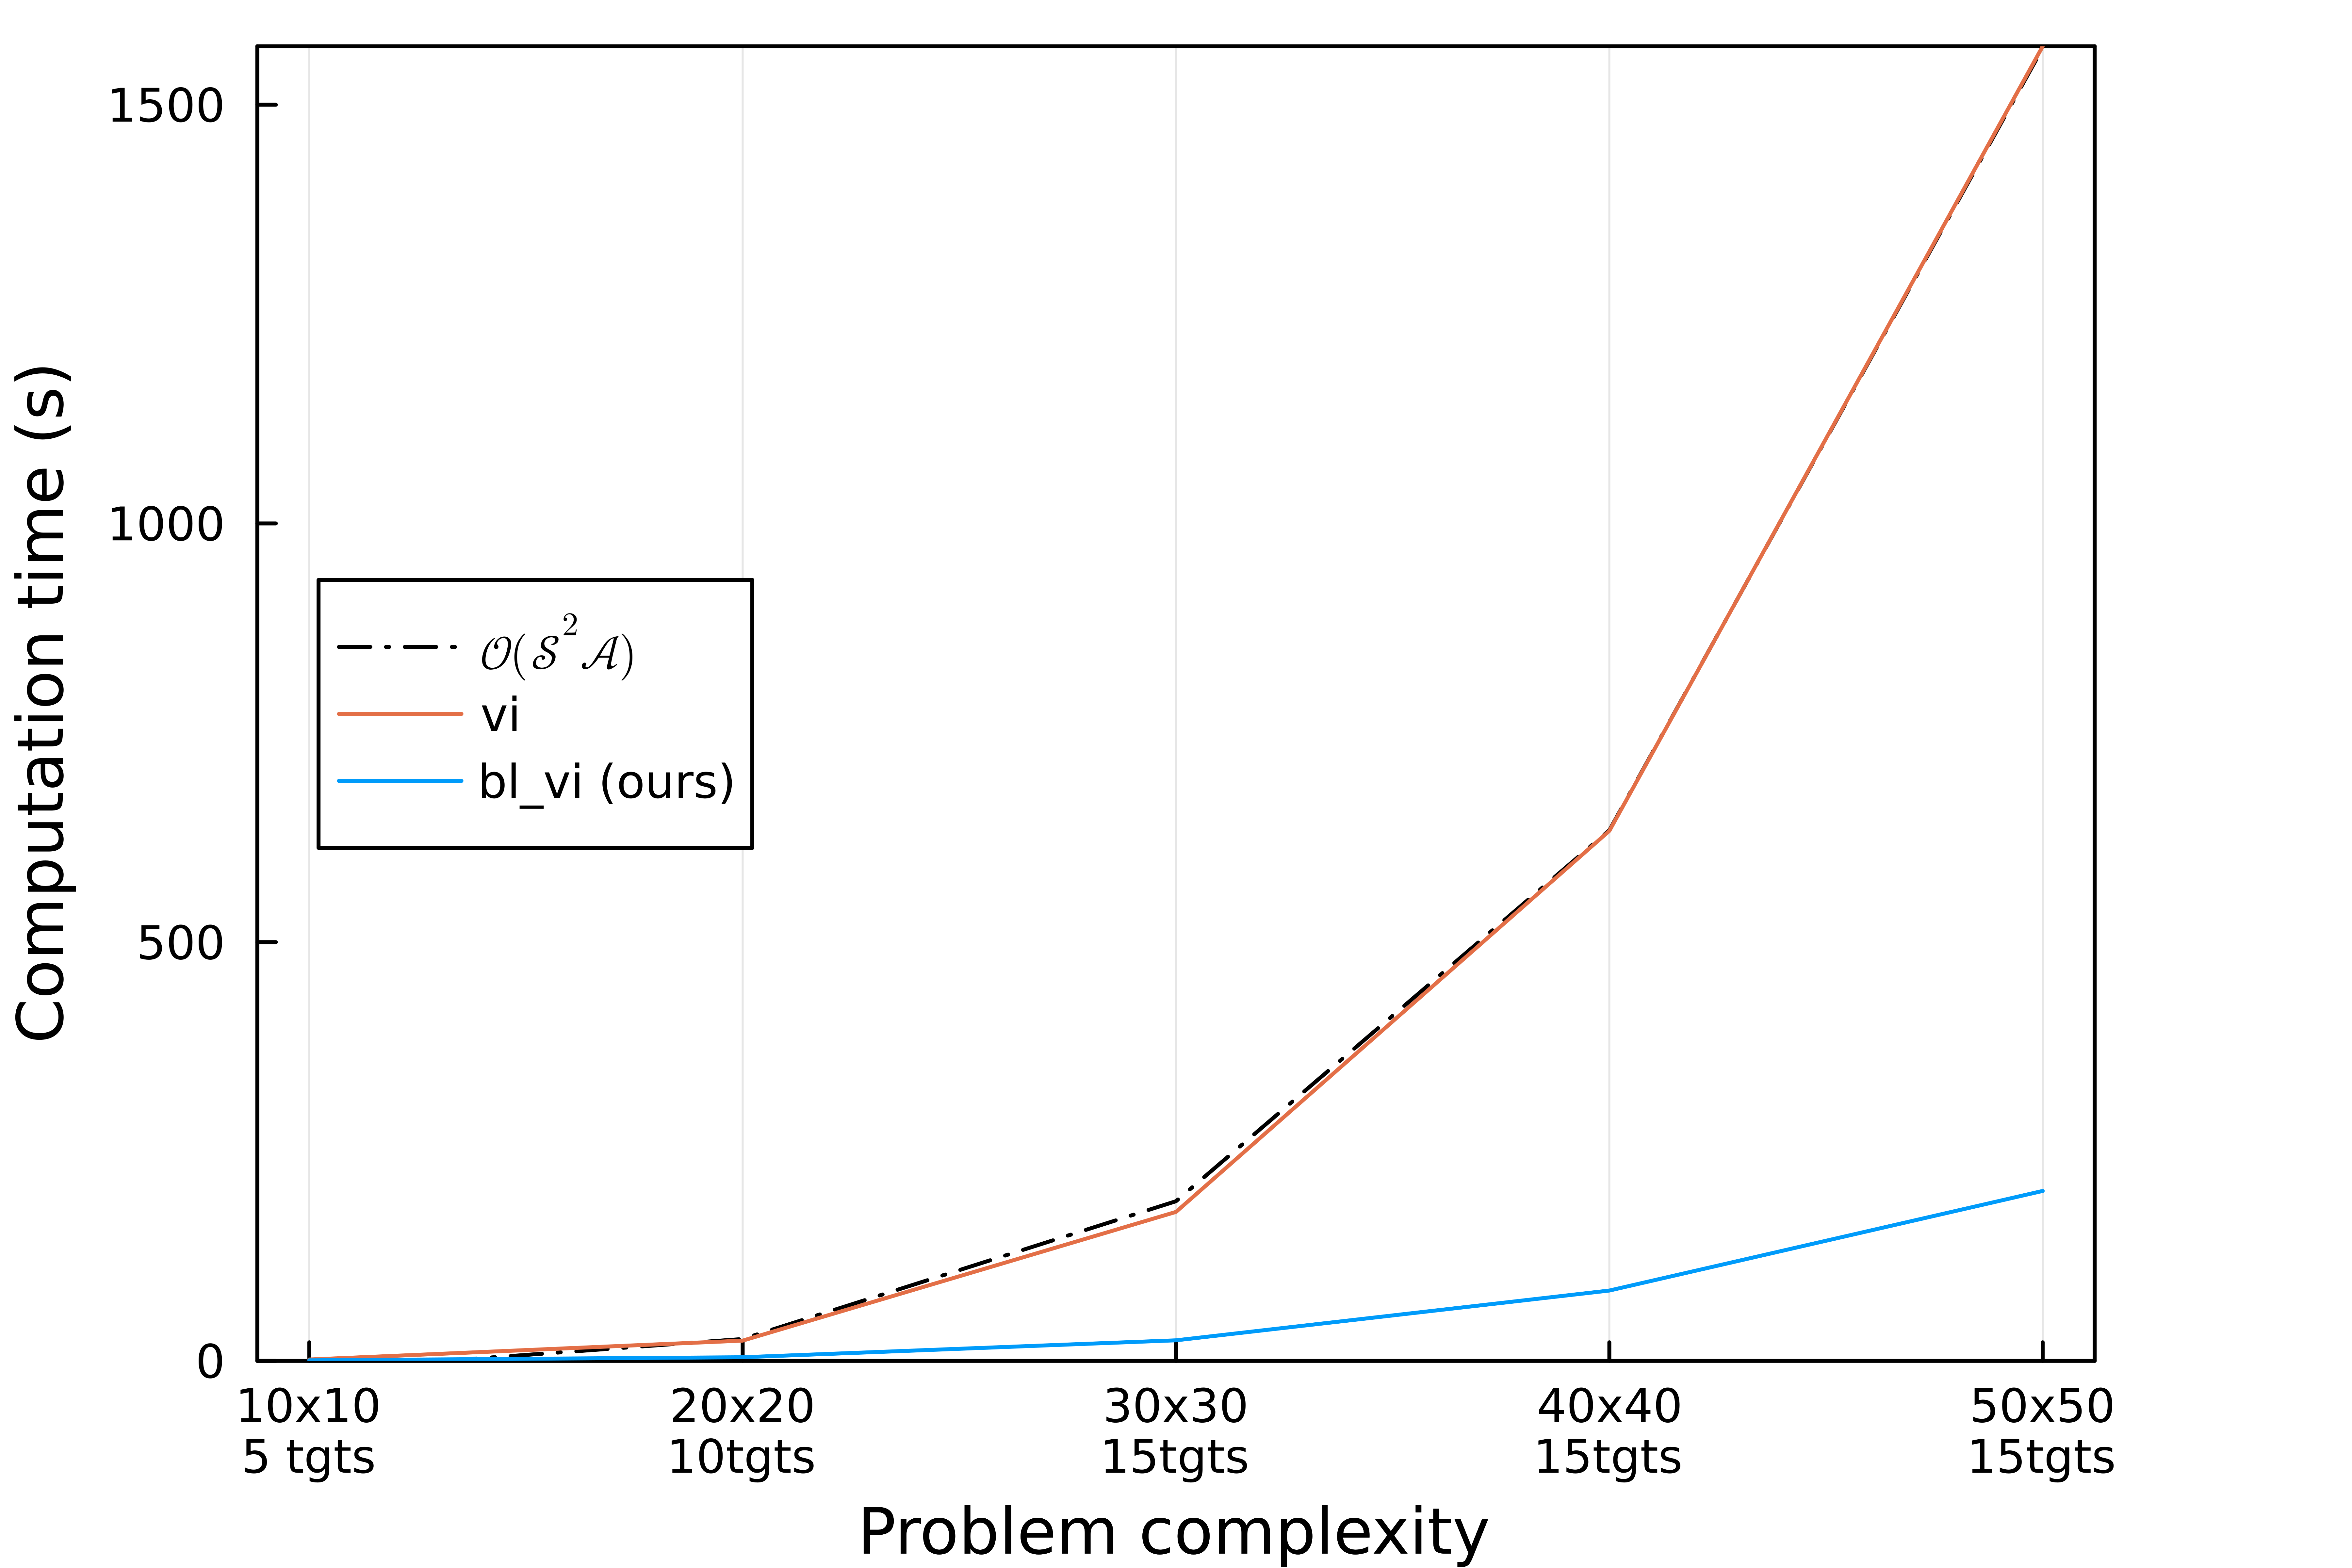 Computation time (s)
1500
1000
500
0
𝒪(𝒮²𝒜)
vi
bl_vi (ours)
10x10 20x20 30x30 40x40 50x50
5 tgts 10tgts 15tgts 15tgts 15tgts
Problem complexity